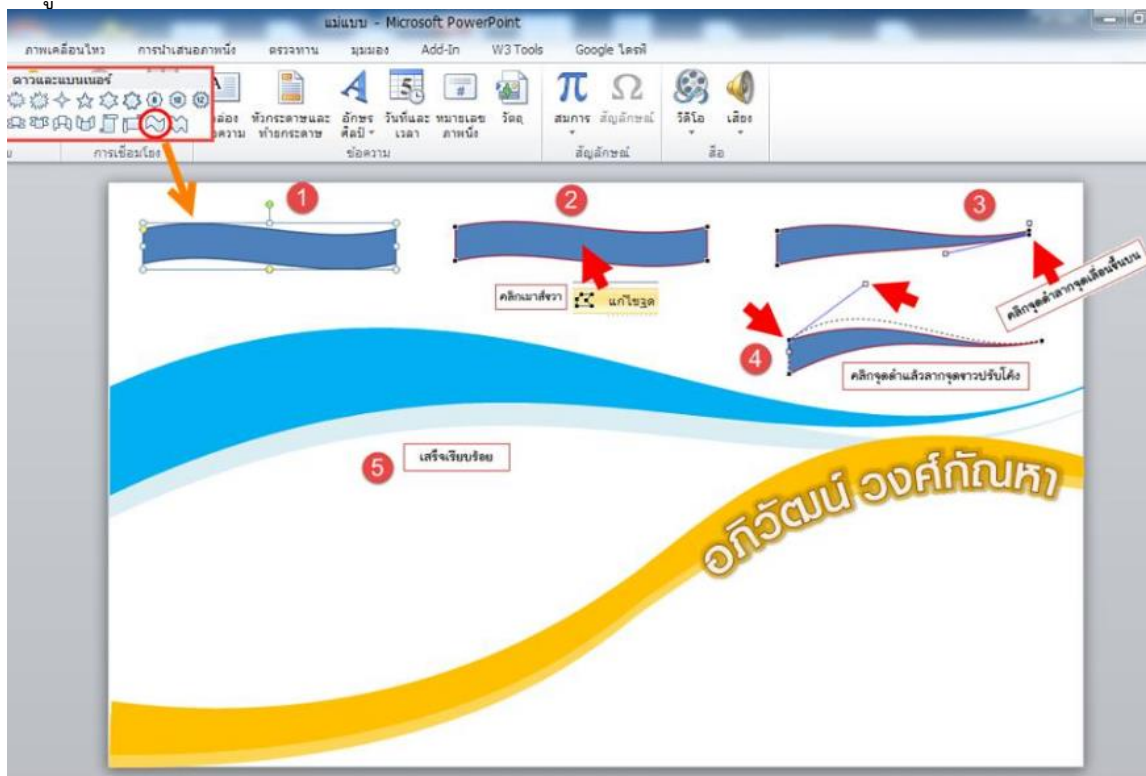 แม่แบบ - Microsoft PowerPoint
ภาพเคลื่อนไหว การนำเสนอภาพนิ่ง ตรวจทาน มุมมอง Add-In W3 Tools Google ไดรฟ์
ดาวและแบนเนอร์
8 10 12
A
หัวกระดาษและ
ท้ายกระดาษ
อักษร
ศิลป์
วันที่และ
เวลา
หมายเลข
ภาพนิ่ง
วัตถุ
π
สมการ
Ω
สัญลักษณ์
วิดีโอ
เสียง
การเชื่อมโยง
ข้อความ
สัญลักษณ์
สื่อ
1
2
3
คลิกเมาส์ขวา
แก้ไขจุด
คลิกจุดดำลากจุดเลื่อนขึ้นบน
4
คลิกจุดดำแล้วลากจุดขาวปรับโค้ง
5
เสร็จเรียบร้อย
อภิวัฒน์ วงศ์กัณหา